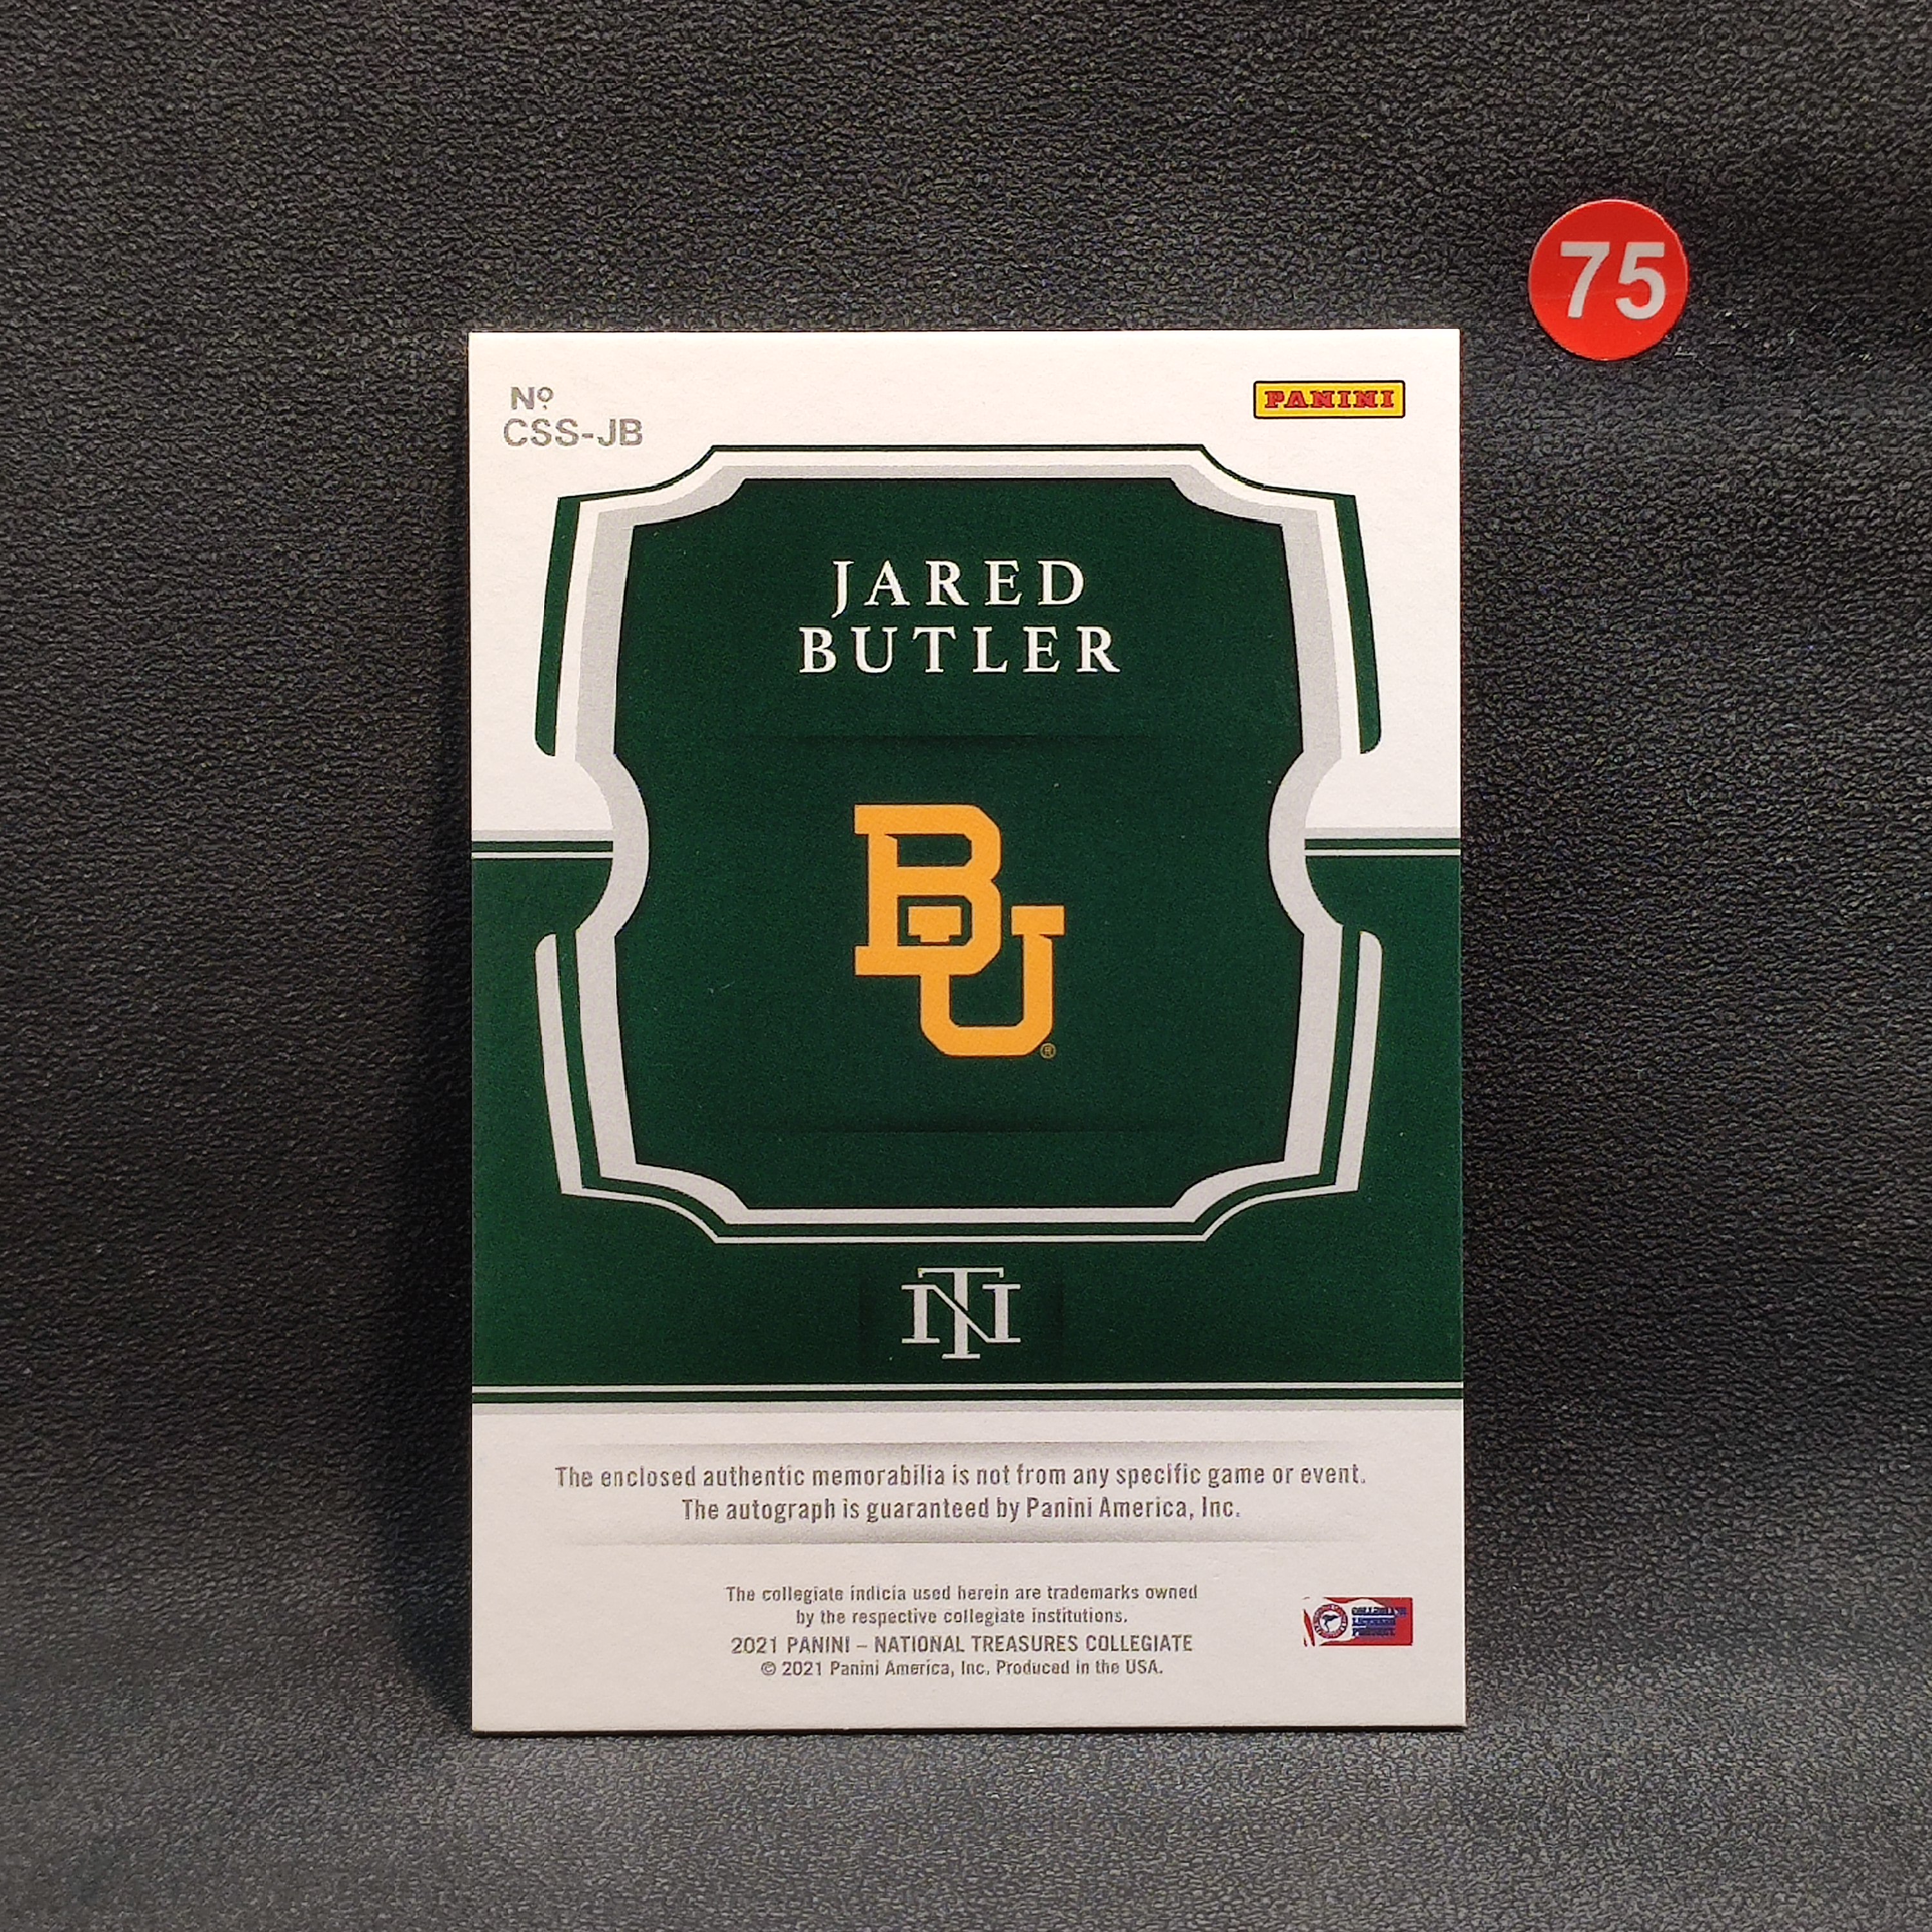 75
Nº
CSS-JB
PANINI
JARED
BUTLER
BU
®
NT
The enclosed authentic memorabilia is not from any specific game or event.
The autograph is guaranteed by Panini America, Inc.
The collegiate indicia used herein are trademarks owned
by the respective collegiate institutions.
2021 PANINI – NATIONAL TREASURES COLLEGIATE
© 2021 Panini America, Inc. Produced in the USA.